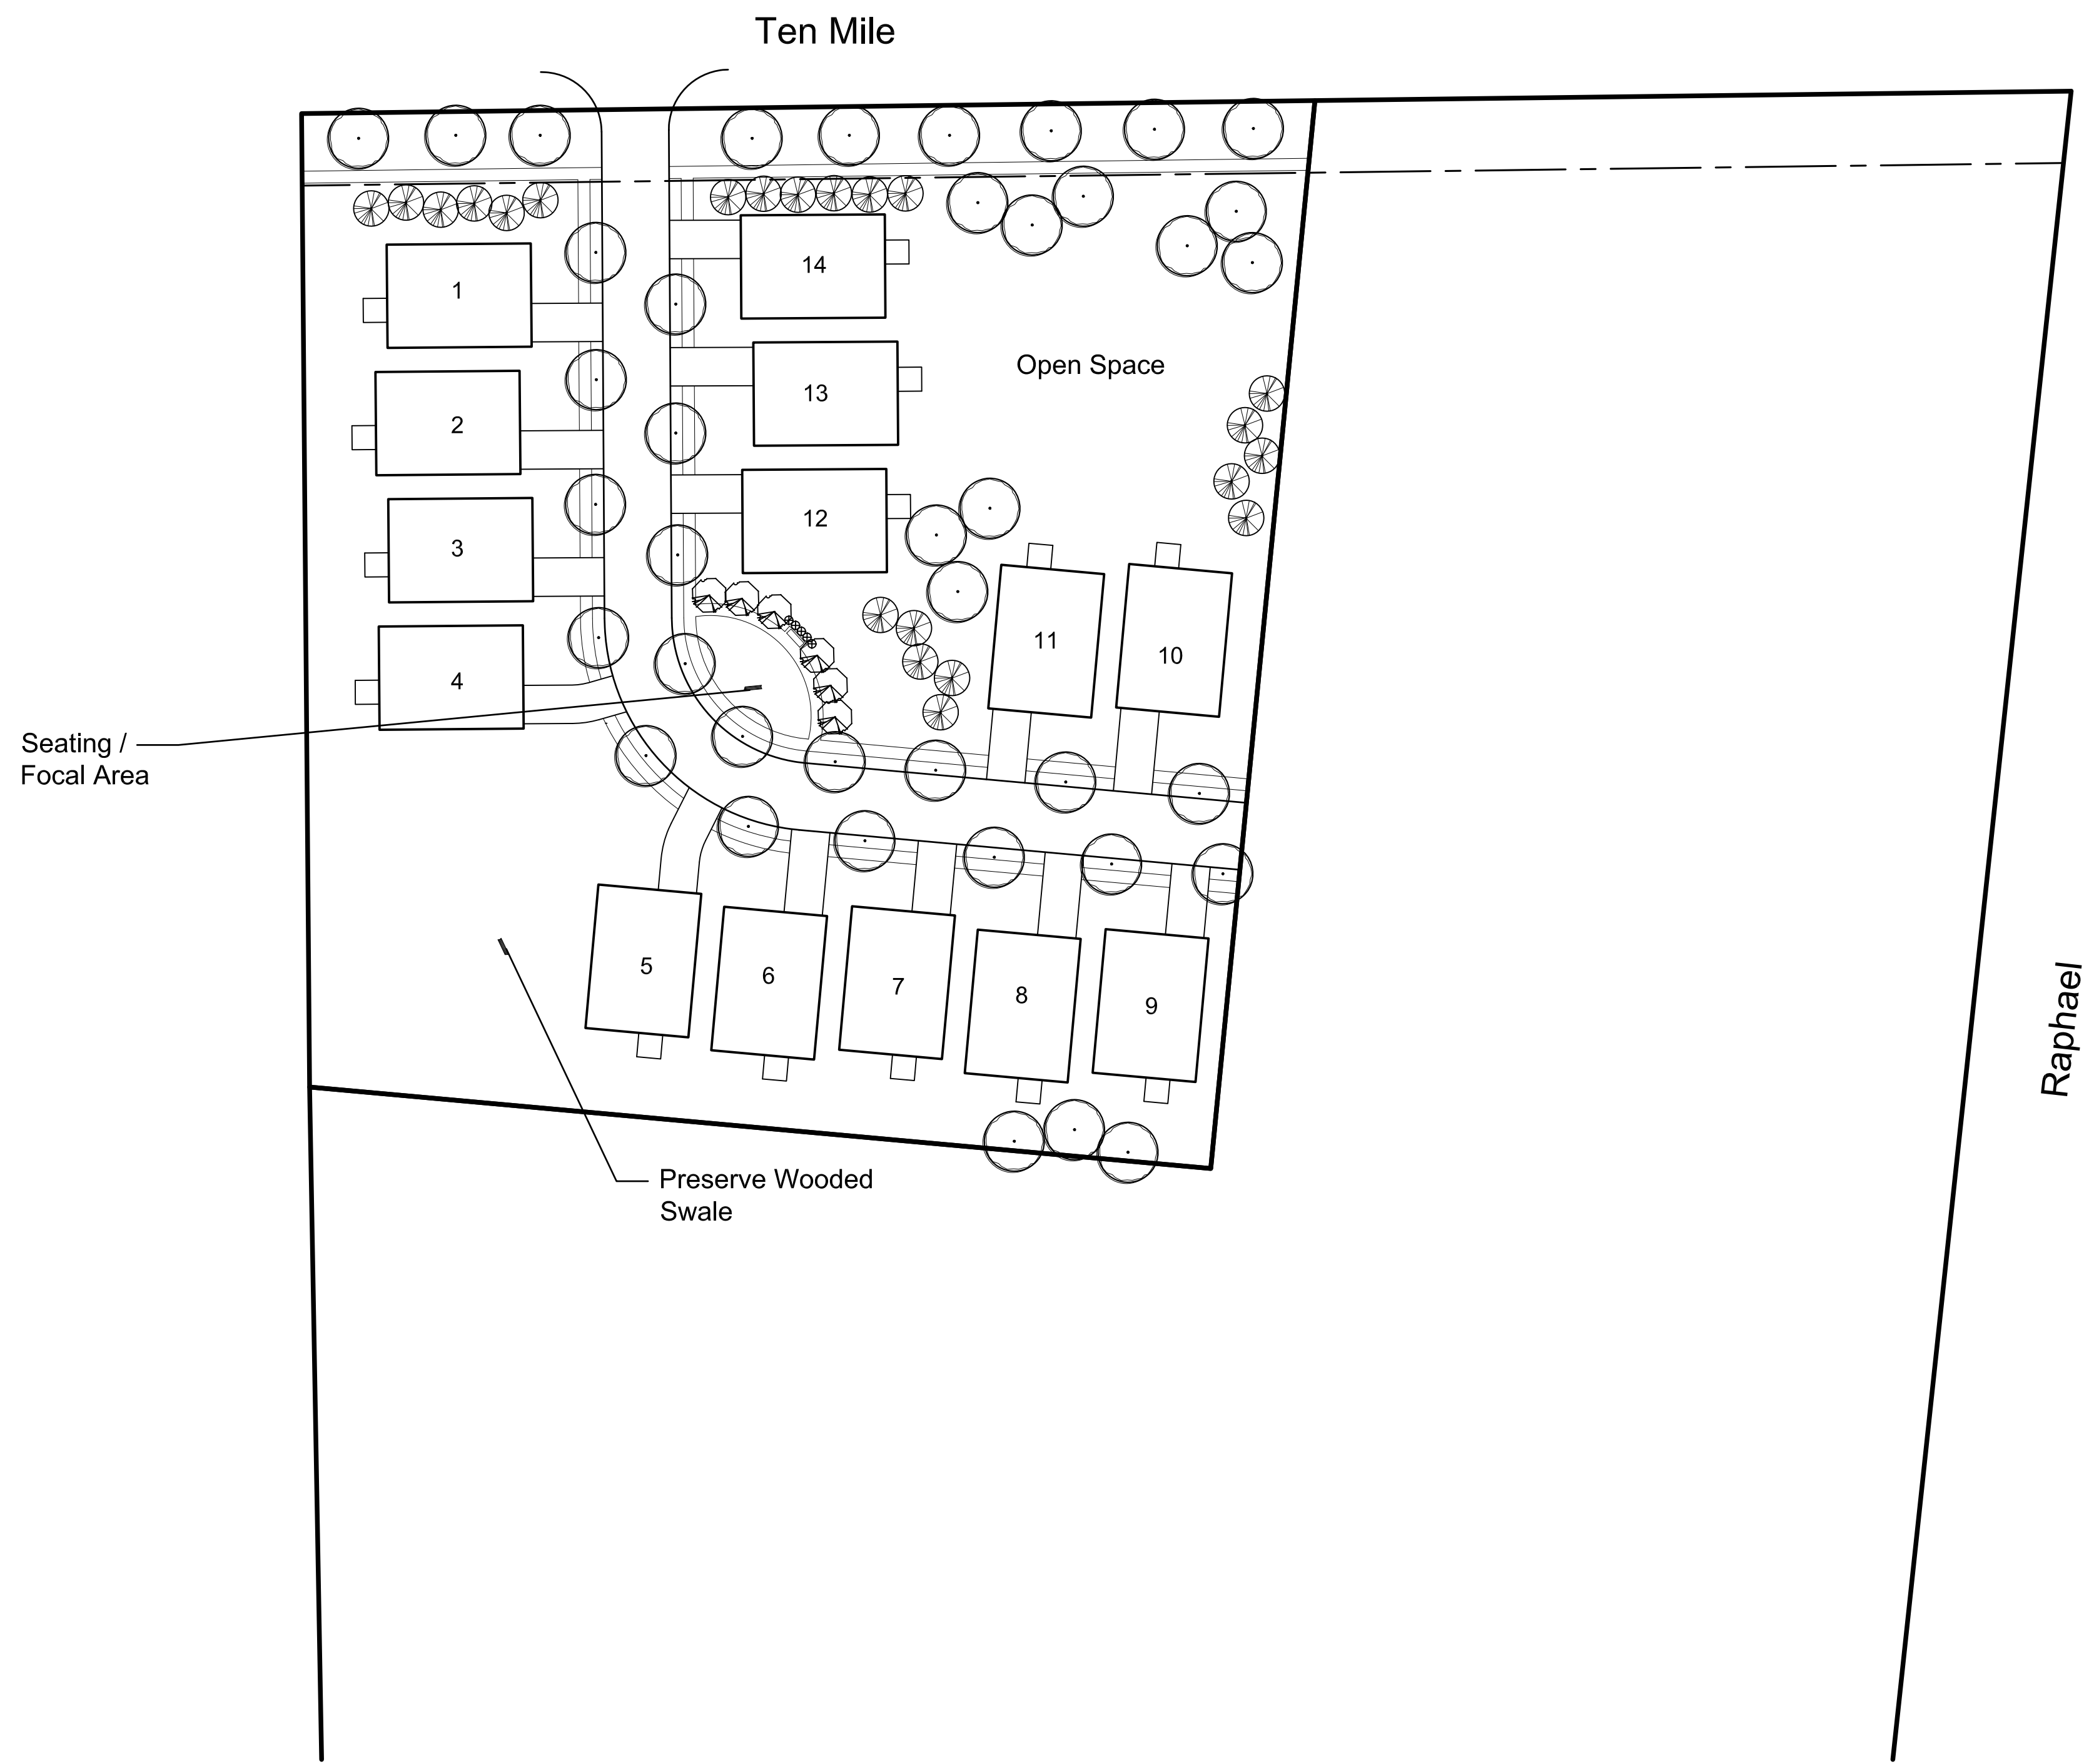 Ten Mile
1
14
Open Space
13
2
12
3
11
10
4
Seating /
Focal Area
5
6
7
8
9
Raphael
Preserve Wooded
Swale